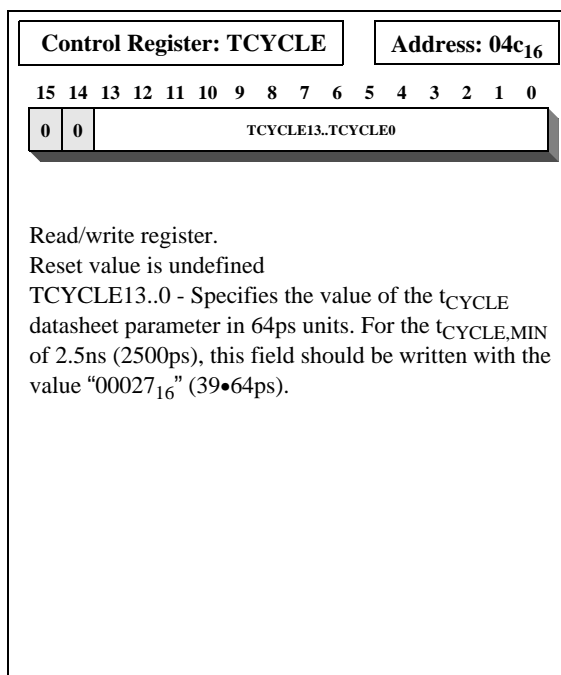 Control Register: TCYCLE Address: 04c₁₆
15 14 13 12 11 10 9 8 7 6 5 4 3 2 1 0
0 0 TCYCLE13..TCYCLE0
Read/write register.
Reset value is undefined
TCYCLE13..0 - Specifies the value of the tCYCLE
datasheet parameter in 64ps units. For the tCYCLE,MIN
of 2.5ns (2500ps), this field should be written with the
value “00027₁₆” (39•64ps).